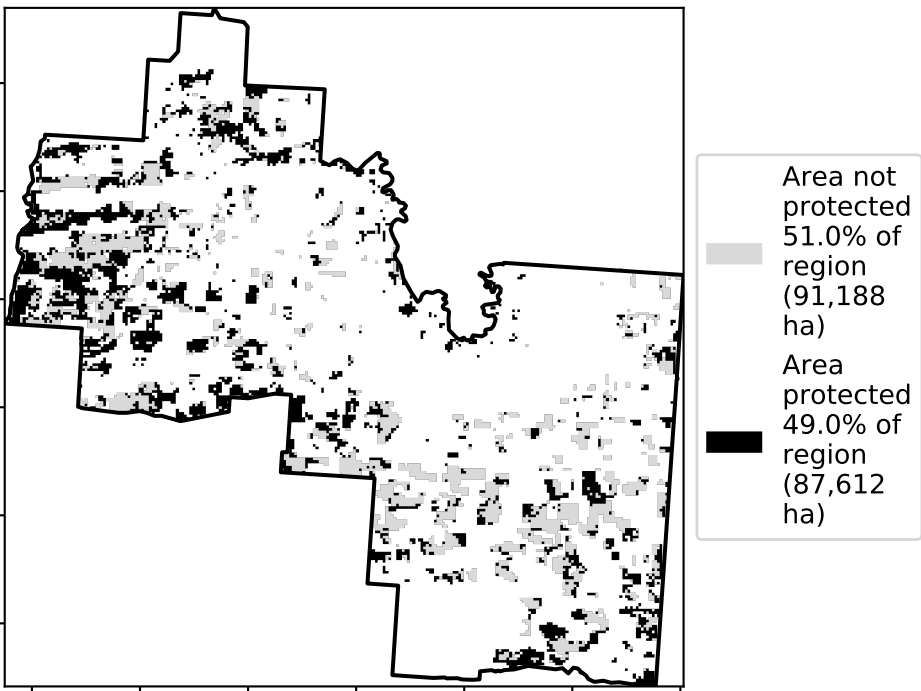 Area not
protected
51.0% of
region
(91,188
ha)
Area
protected
49.0% of
region
(87,612
ha)